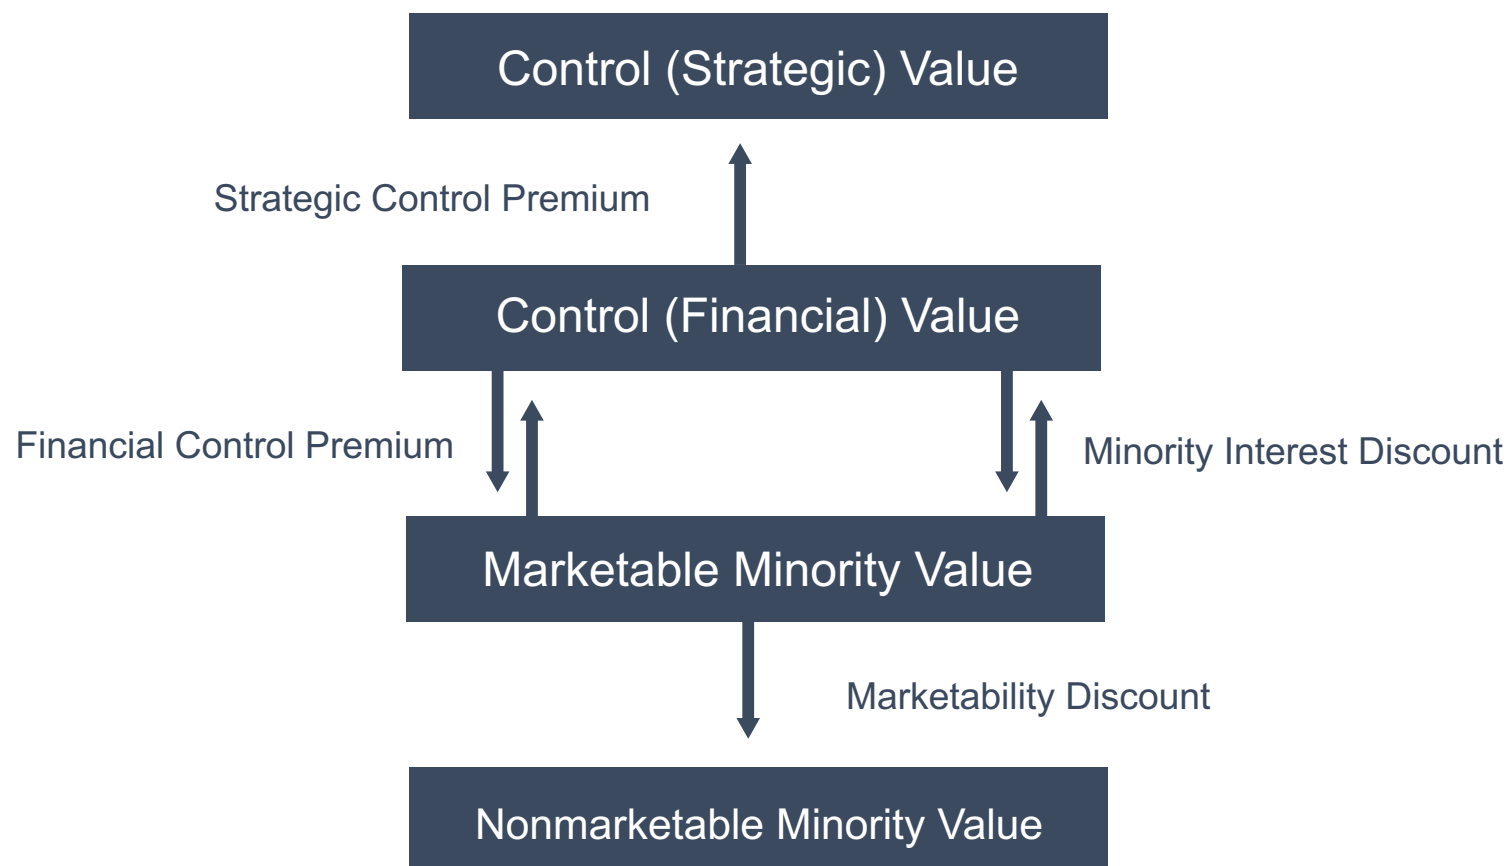 Control (Strategic) Value
Strategic Control Premium
Control (Financial) Value
Financial Control Premium
Minority Interest Discount
Marketable Minority Value
Marketability Discount
Nonmarketable Minority Value